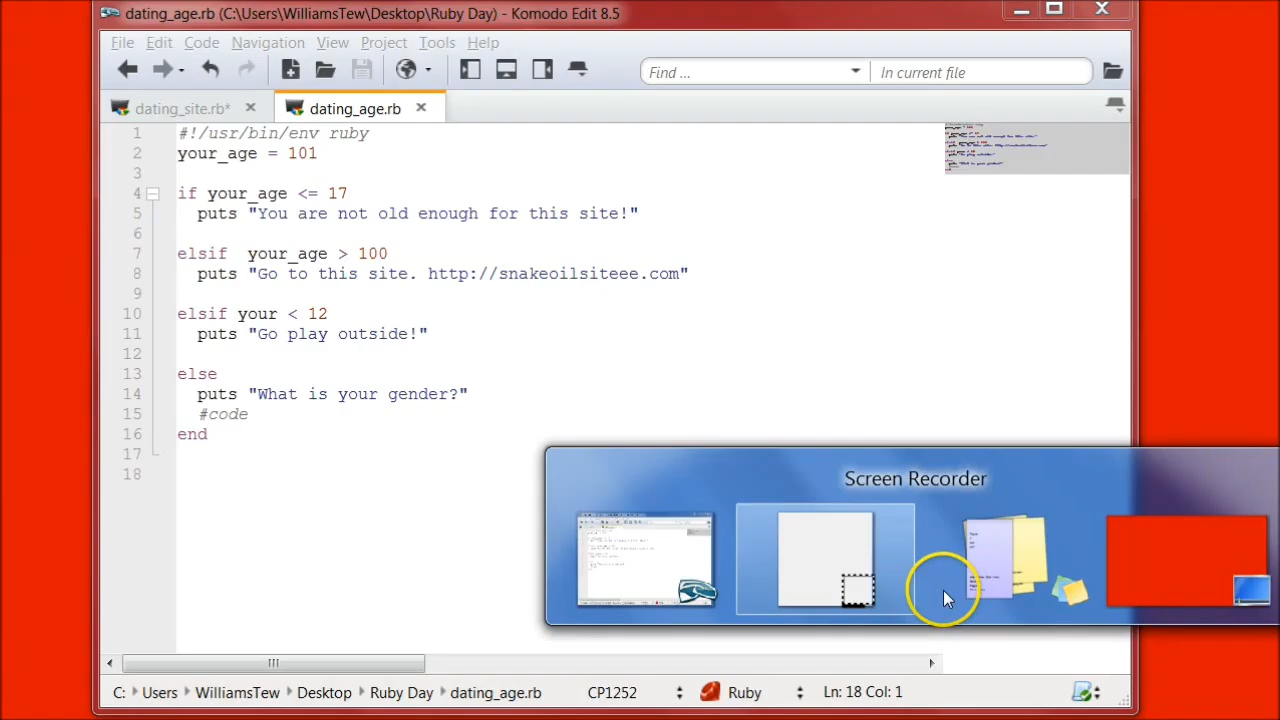 dating_age.rb (C:\Users\WilliamsTew\Desktop\Ruby Day) - Komodo Edit 8.5
File Edit Code Navigation View Project Tools Help
Find ... In current file
dating_site.rb* dating_age.rb
1 #!/usr/bin/env ruby
2 your_age = 101
3
4 if your_age <= 17
5 puts "You are not old enough for this site!"
6
7 elsif  your_age > 100
8 puts "Go to this site. http://snakeoilsiteee.com"
9
10 elsif your < 12
11 puts "Go play outside!"
12
13 else
14 puts "What is your gender?"
15 #code
16 end
17
18
Screen Recorder
C: Users WilliamsTew Desktop Ruby Day dating_age.rb CP1252 Ruby Ln: 18 Col: 1